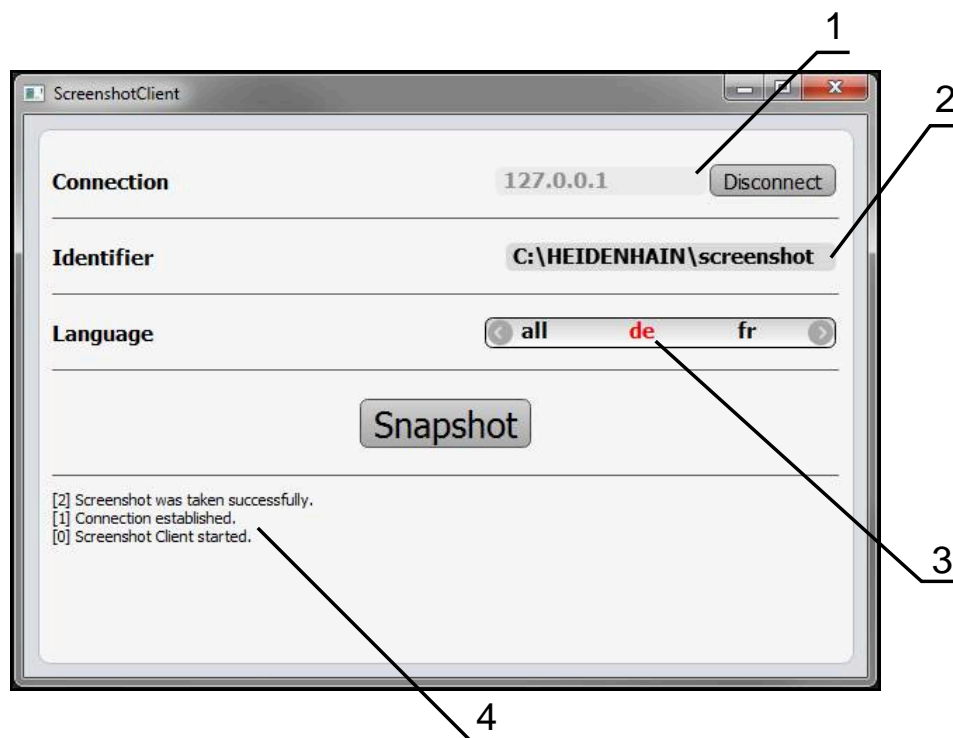 1
ScreenshotClient
2
Connection 127.0.0.1 Disconnect
Identifier C:\HEIDENHAIN\screenshot
Language all de fr
Snapshot
[2] Screenshot was taken successfully.
[1] Connection established.
[0] Screenshot Client started.
3
4